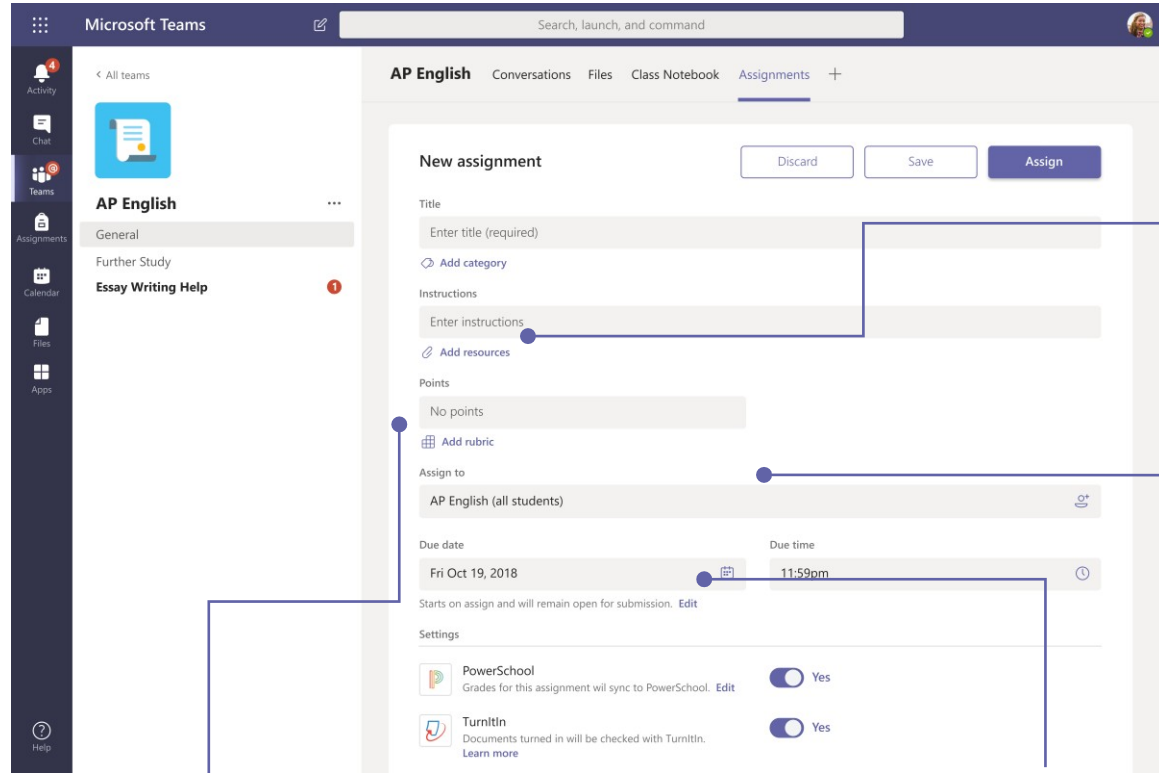 Microsoft Teams
Search, launch, and command
4
Activity
Chat
@
Teams
Assignments
Calendar
Files
Apps
Help
< All teams
AP English
...
General
Further Study
Essay Writing Help
1
AP English Conversations Files Class Notebook Assignments +
New assignment
Discard Save Assign
Title
Enter title (required)
Add category
Instructions
Enter instructions
Add resources
Points
No points
Add rubric
Assign to
AP English (all students)
Due date Due time
Fri Oct 19, 2018 11:59pm
Starts on assign and will remain open for submission. Edit
Settings
PowerSchool
Grades for this assignment wil sync to PowerSchool. Edit
Yes
TurnItIn
Documents turned in will be checked with TurnItIn.
Learn more
Yes